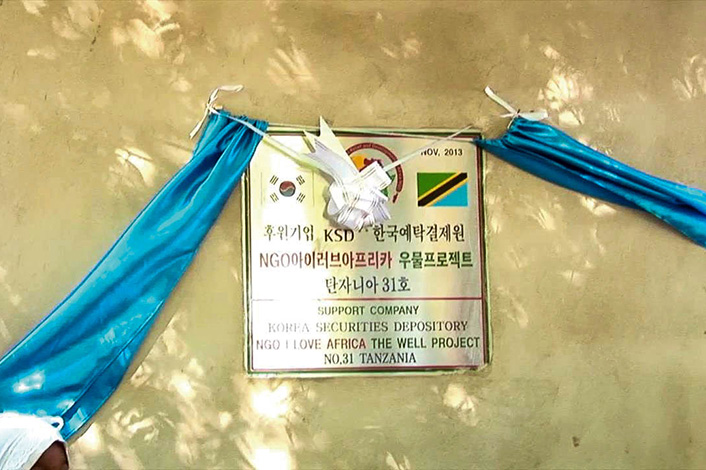 NOV, 2013
후원기업 KSD 한국예탁결제원
NGO아이러브아프리카 우물프로젝트
탄자니아 31호
SUPPORT COMPANY
KOREA SECURITIES DEPOSITORY
NGO I LOVE AFRICA THE WELL PROJECT
NO.31 TANZANIA